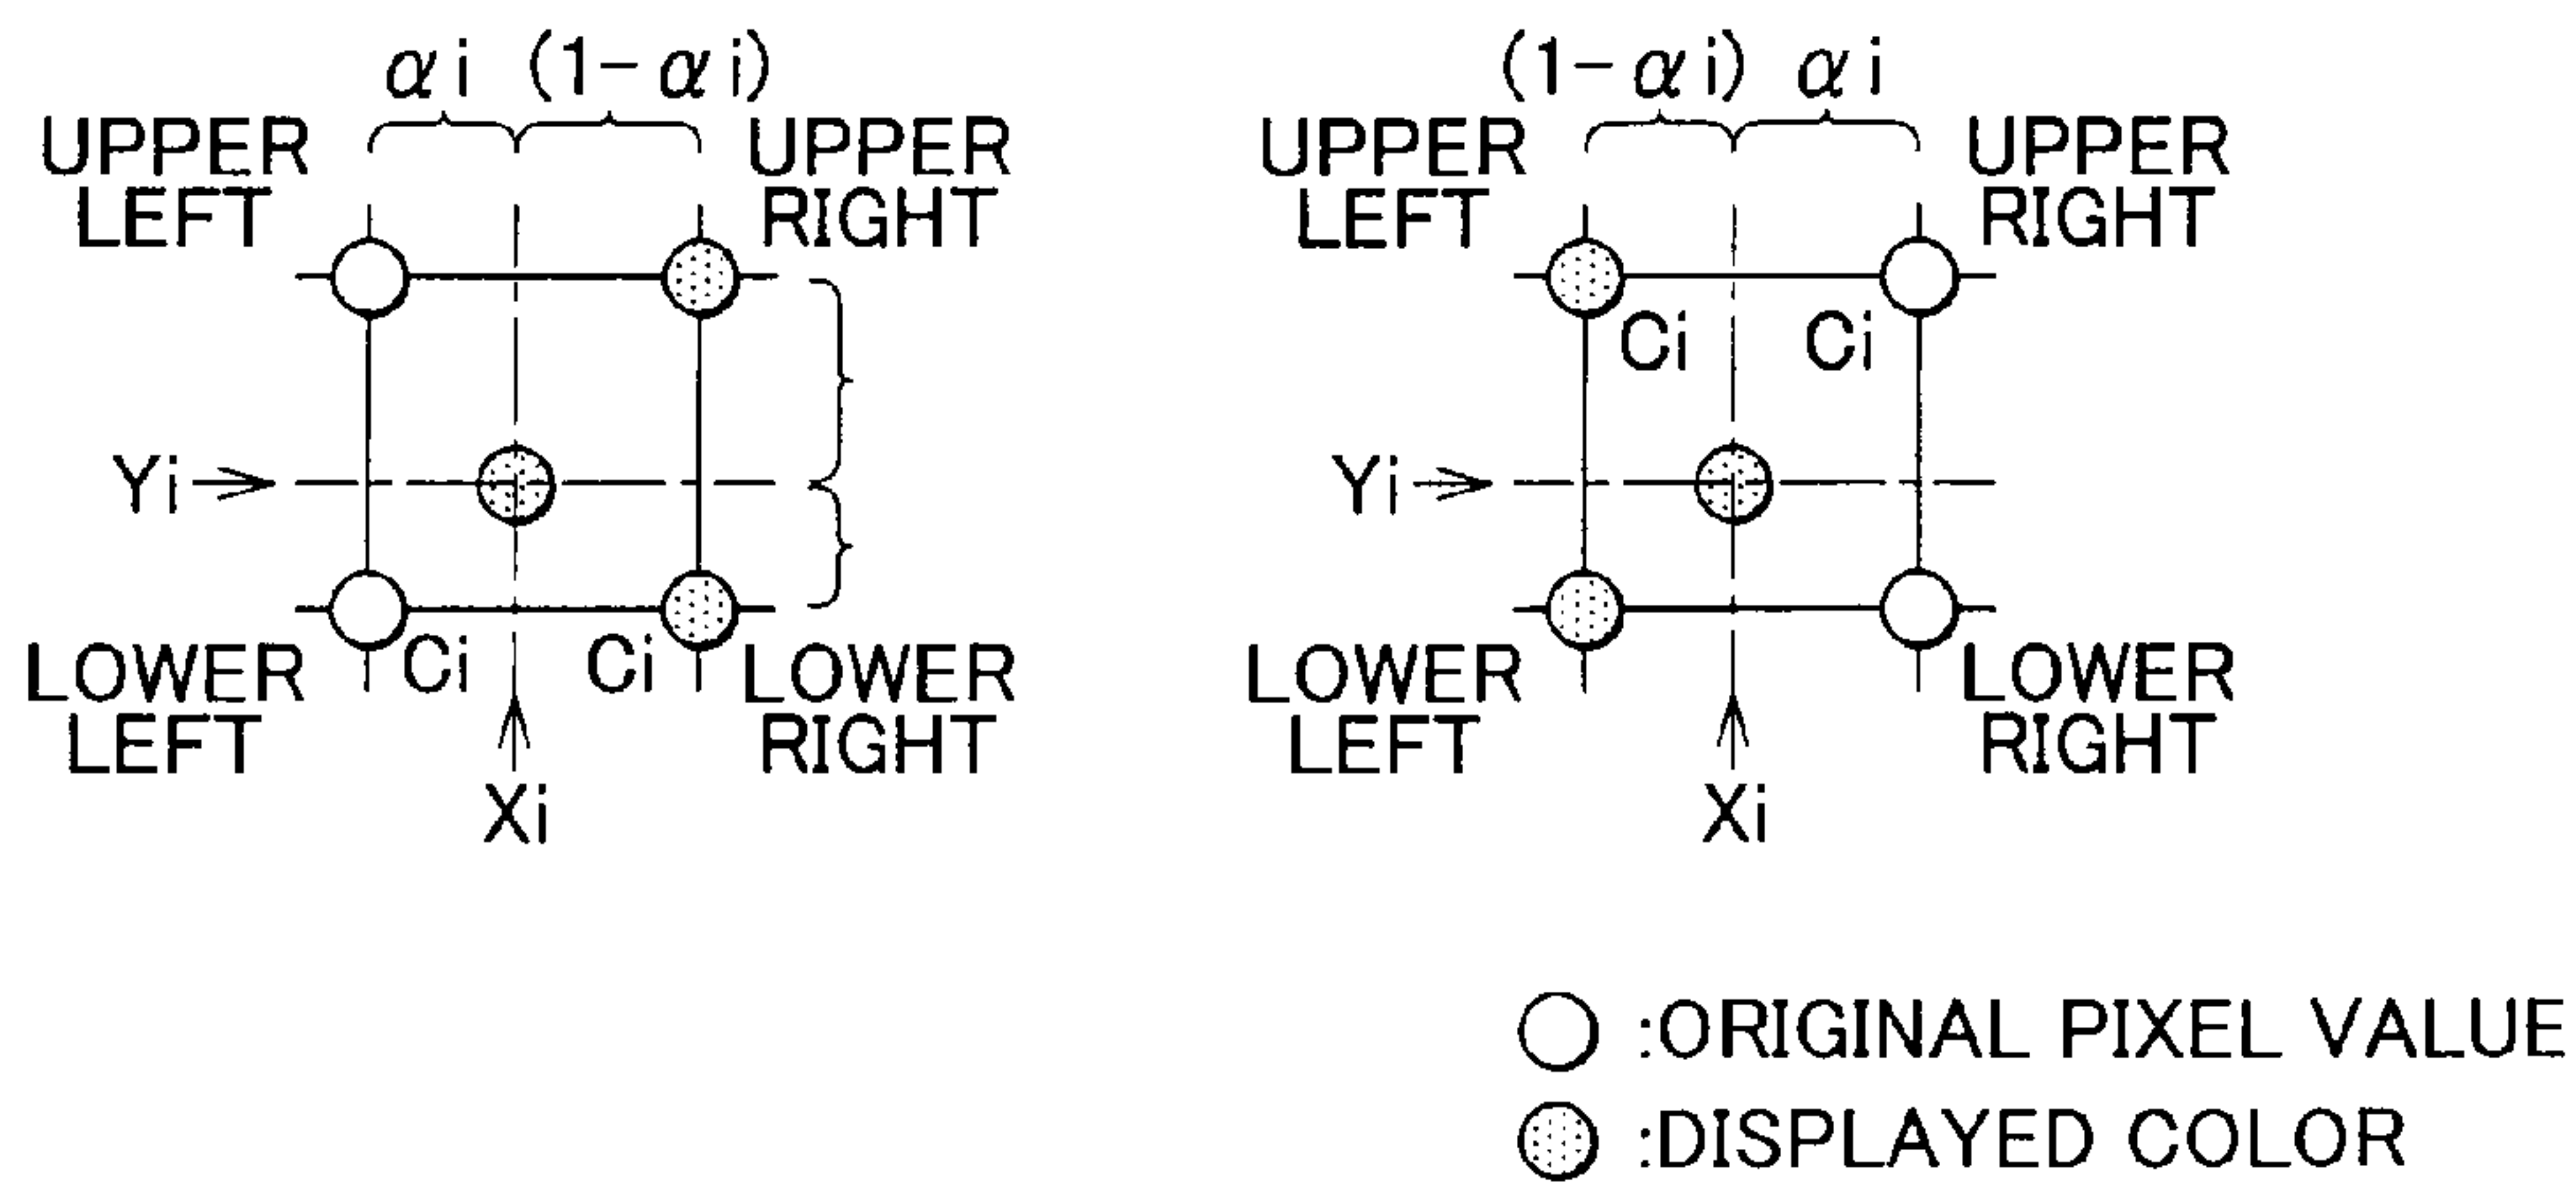 αi (1-αi)
UPPER LEFT
UPPER RIGHT
Yi
LOWER LEFT
Ci
Ci
LOWER RIGHT
Xi
(1-αi) αi
UPPER LEFT
UPPER RIGHT
Ci
Ci
Yi
LOWER LEFT
LOWER RIGHT
Xi
:ORIGINAL PIXEL VALUE
:DISPLAYED COLOR